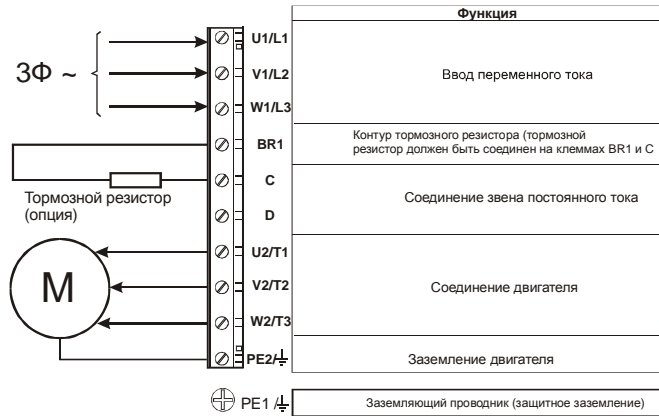 Функция
3Ф ~
U1/L1
V1/L2
Ввод переменного тока
W1/L3
BR1
Контур тормозного резистора (тормозной
резистор должен быть соединен на клеммах BR1 и C
C
Тормозной резистор
(опция)
Соединение звена постоянного тока
D
U2/T1
M
V2/T2
Соединение двигателя
W2/T3
PE2/
Заземление двигателя
PE1 /
Заземляющий проводник (защитное заземление)